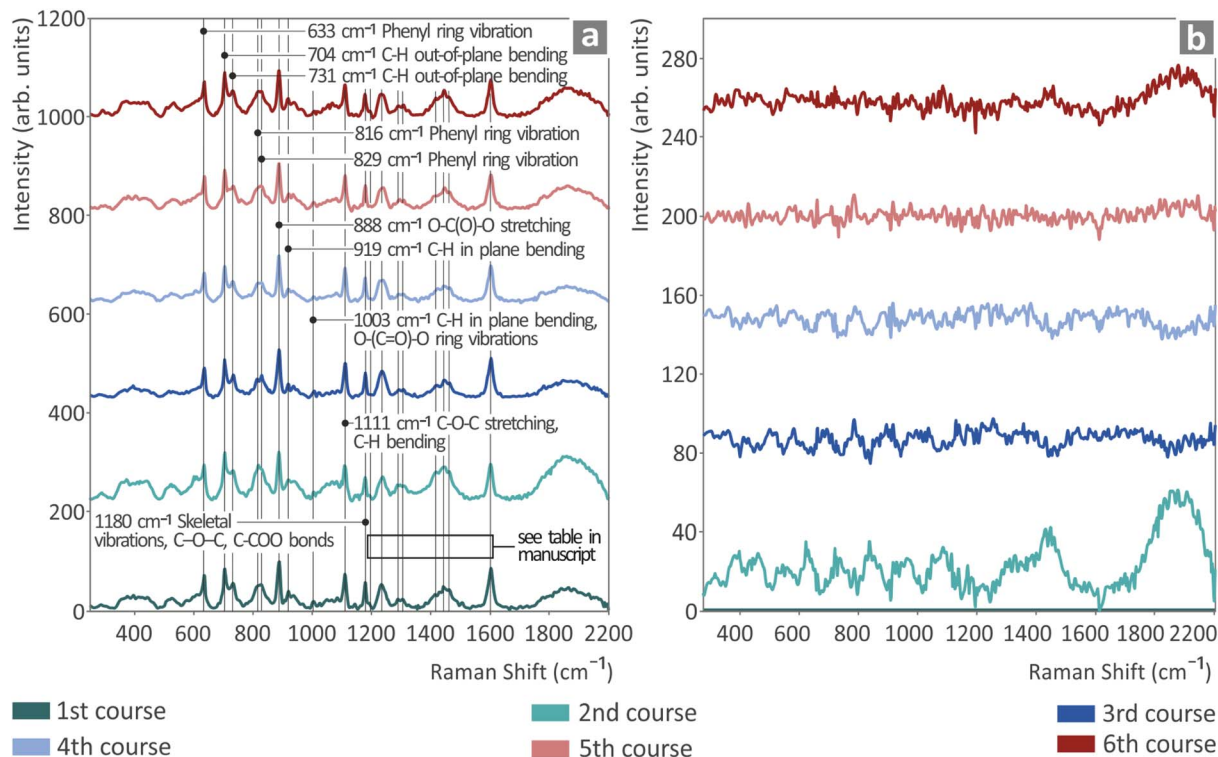 a
Intensity (arb. units)
1200
1000
800
600
400
200
0
633 cm⁻¹ Phenyl ring vibration
704 cm⁻¹ C-H out-of-plane bending
731 cm⁻¹ C-H out-of-plane bending
816 cm⁻¹ Phenyl ring vibration
829 cm⁻¹ Phenyl ring vibration
888 cm⁻¹ O-C(O)-O stretching
919 cm⁻¹ C-H in plane bending
1003 cm⁻¹ C-H in plane bending,
O-(C=O)-O ring vibrations
1111 cm⁻¹ C-O-C stretching,
C-H bending
1180 cm⁻¹ Skeletal
vibrations, C–O–C, C-COO bonds
see table in
manuscript
400 600 800 1000 1200 1400 1600 2200
Raman Shift (cm⁻¹)
b
Intensity (arb. units)
280
240
200
160
120
80
40
0
400 600 800 1000 1200 1400 1600 1800 2200
Raman Shift (cm⁻¹)
1st course
2nd course
3rd course
4th course
5th course
6th course